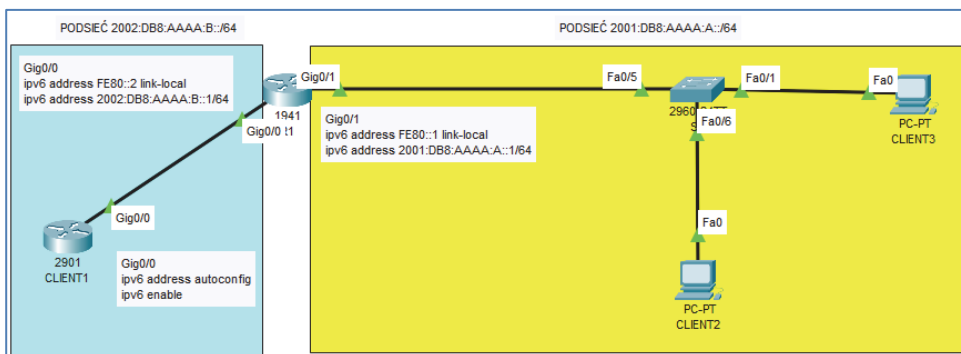 PODSIEĆ 2002:DB8:AAAA:B::/64
PODSIEĆ 2001:DB8:AAAA:A::/64
Gig0/0
ipv6 address FE80::2 link-local
ipv6 address 2002:DB8:AAAA:B::1/64
Gig0/1
1941
Gig0/0
Gig0/1
ipv6 address FE80::1 link-local
ipv6 address 2001:DB8:AAAA:A::1/64
Fa0/5
Fa0/1
Fa0/6
Fa0
PC-PT
CLIENT3
Gig0/0
2901
CLIENT1
Gig0/0
ipv6 address autoconfig
ipv6 enable
Fa0
PC-PT
CLIENT2